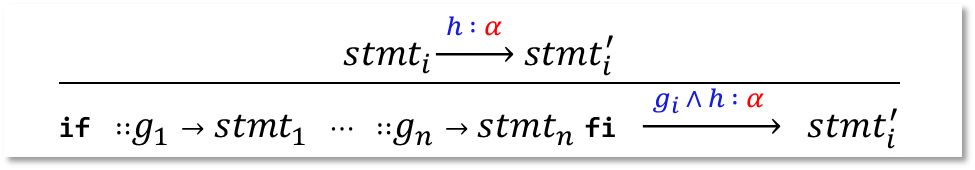 h : α
stmtᵢ ⟶ stmtᵢ′
gᵢ ∧ h : α
if ::g₁ → stmt₁ ⋯ ::gₙ → stmtₙ fi ⟶ stmtᵢ′